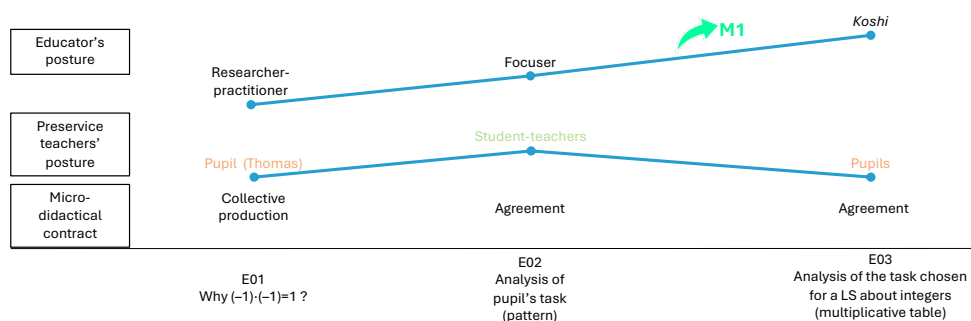 Koshi
M1
Educator's
posture
Focuser
Researcher-
practitioner
Preservice
teachers'
posture
Student-teachers
Pupil (Thomas)
Pupils
Micro-
didactical
contract
Collective
production
Agreement
Agreement
E01
Why (–1)·(–1)=1 ?
E02
Analysis of
pupil's task
(pattern)
E03
Analysis of the task chosen
for a LS about integers
(multiplicative table)